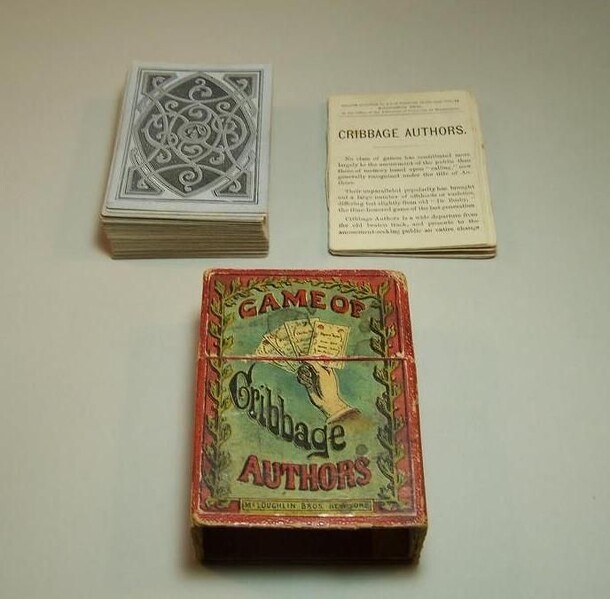 CRIBBAGE AUTHORS.
No class of games has contributed more
largely to the amusement of the public than
those of memory based upon "calling," now
generally recognized under the title of Au-
thors.
Their unparalleled popularity has brought
out a large number of offshoots or varieties,
differing but slightly from old "Dr. Busby,"
the time-honored game of the last generation
Cribbage Authors is a wide departure from
the old beaten track, and presents to the
amusement-seeking public an entire change
GAME OF
Cribbage
AUTHORS
McLOUGHLIN BROS. NEW YORK